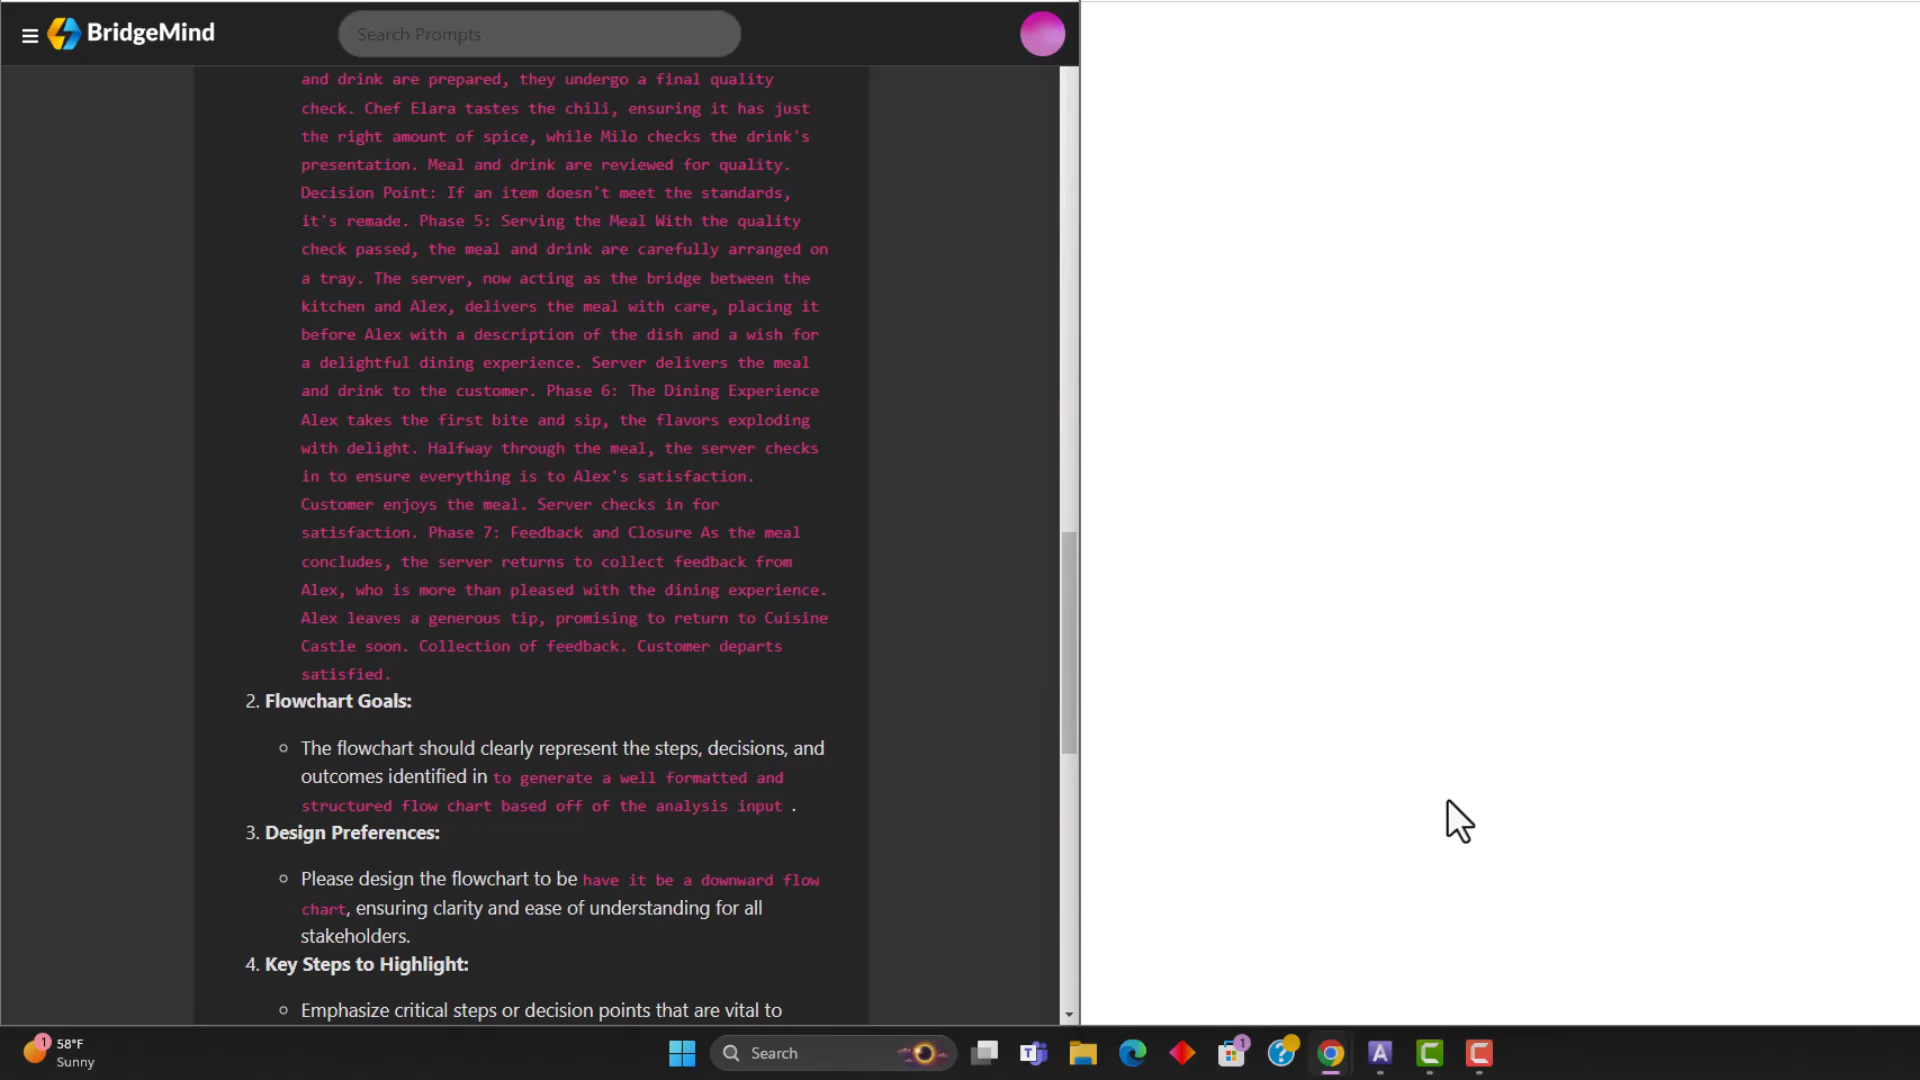 BridgeMind
Search Prompts
and drink are prepared, they undergo a final quality
check. Chef Elara tastes the chili, ensuring it has just
the right amount of spice, while Milo checks the drink's
presentation. Meal and drink are reviewed for quality.
Decision Point: If an item doesn't meet the standards,
it's remade. Phase 5: Serving the Meal With the quality
check passed, the meal and drink are carefully arranged on
a tray. The server, now acting as the bridge between the
kitchen and Alex, delivers the meal with care, placing it
before Alex with a description of the dish and a wish for
a delightful dining experience. Server delivers the meal
and drink to the customer. Phase 6: The Dining Experience
Alex takes the first bite and sip, the flavors exploding
with delight. Halfway through the meal, the server checks
in to ensure everything is to Alex's satisfaction.
Customer enjoys the meal. Server checks in for
satisfaction. Phase 7: Feedback and Closure As the meal
concludes, the server returns to collect feedback from
Alex, who is more than pleased with the dining experience.
Alex leaves a generous tip, promising to return to Cuisine
Castle soon. Collection of feedback. Customer departs
satisfied.
2. Flowchart Goals:
The flowchart should clearly represent the steps, decisions, and
outcomes identified in to generate a well formatted and
structured flow chart based off of the analysis input .
3. Design Preferences:
Please design the flowchart to be have it be a downward flow
chart, ensuring clarity and ease of understanding for all
stakeholders.
4. Key Steps to Highlight:
Emphasize critical steps or decision points that are vital to
1
58°F
Sunny
Search
T
1
?
A
C
C